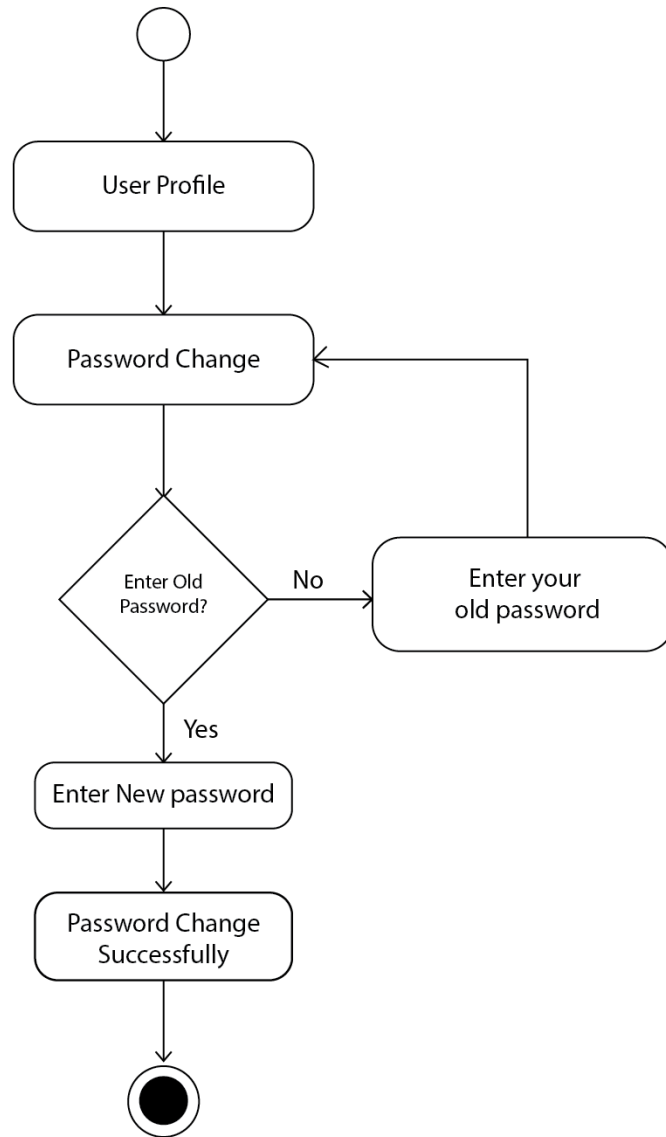 User Profile
Password Change
Enter Old
Password?
No
Enter your
old password
Yes
Enter New password
Password Change
Successfully